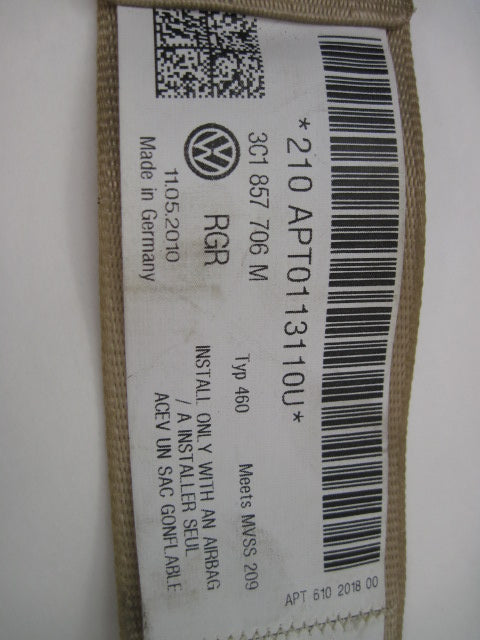 *210 APT0113110U*
3C1 857 706 M
RGR
11.05.2010
Made in Germany
Typ 460 Meets MVSS 209
INSTALL ONLY WITH AN AIRBAG
/ A INSTALLER SEUL
ACEV UN SAC GONFLABLE
APT 610 2018 00